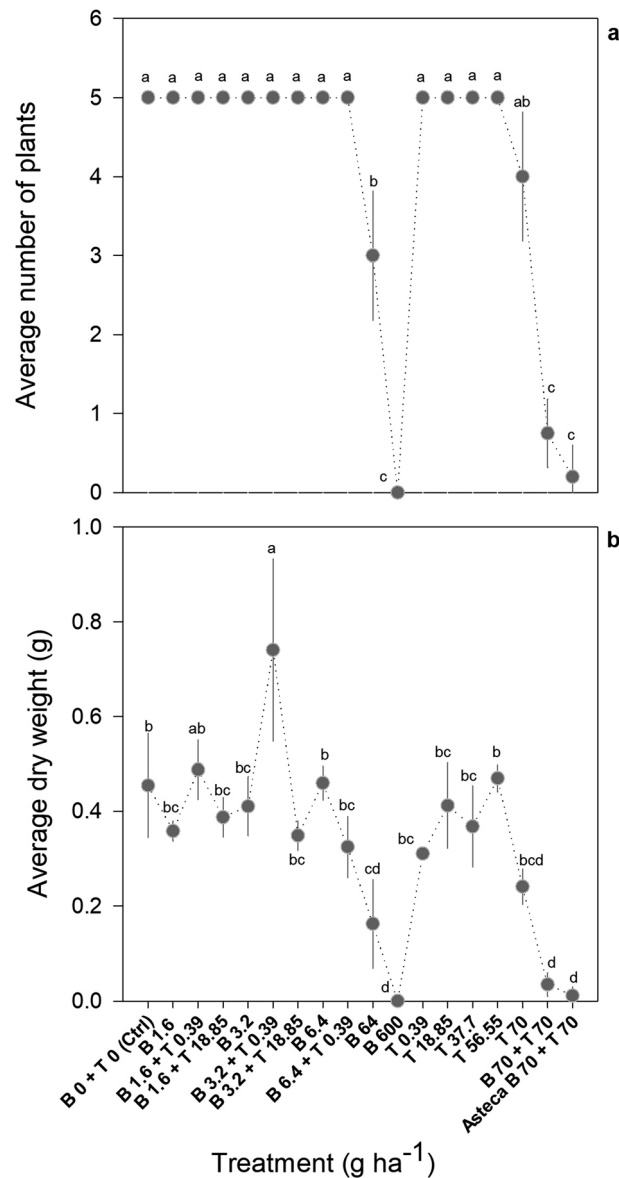 6
a
a a a a a a a a a a a a a
5
ab
4
b
3
2
1
c
c
c
0
Average number of plants
1.0
b
a
0.8
b
ab
0.6
bc
b
bc
b
bc
bc
bc
bc
0.4
bc
bc
cd
bcd
0.2
d
d
d
0.0
Average dry weight (g)
B 0 + T 0 (Ctrl)
B 1.6
B 1.6 + T 0.39
B 1.6 + T 18.85
B 3.2
B 3.2 + T 0.39
B 3.2 + T 18.85
B 6.4
B 6.4 + T 0.39
B 64
B 600
T 0.39
T 18.85
T 37.7
T 56.55
T 70
B 70 + T 70
Asteca B 70 + T 70
Treatment (g ha⁻¹)